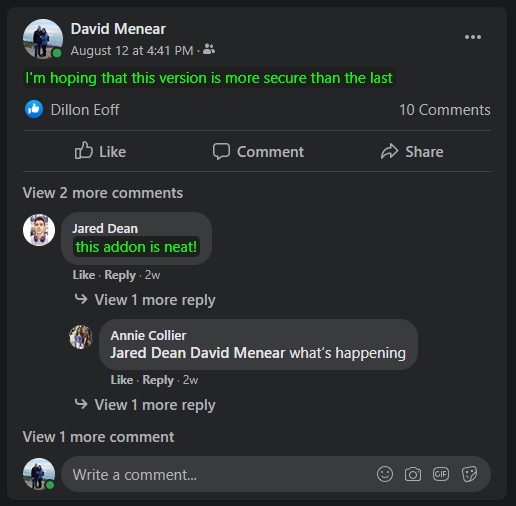 David Menear
August 12 at 4:41 PM ·
I'm hoping that this version is more secure than the last
Dillon Eoff 10 Comments
Like Comment Share
View 2 more comments
Jared Dean
this addon is neat!
Like · Reply · 2w
View 1 more reply
Annie Collier
Jared Dean David Menear what's happening
Like · Reply · 2w
View 1 more reply
View 1 more comment
Write a comment... GIF